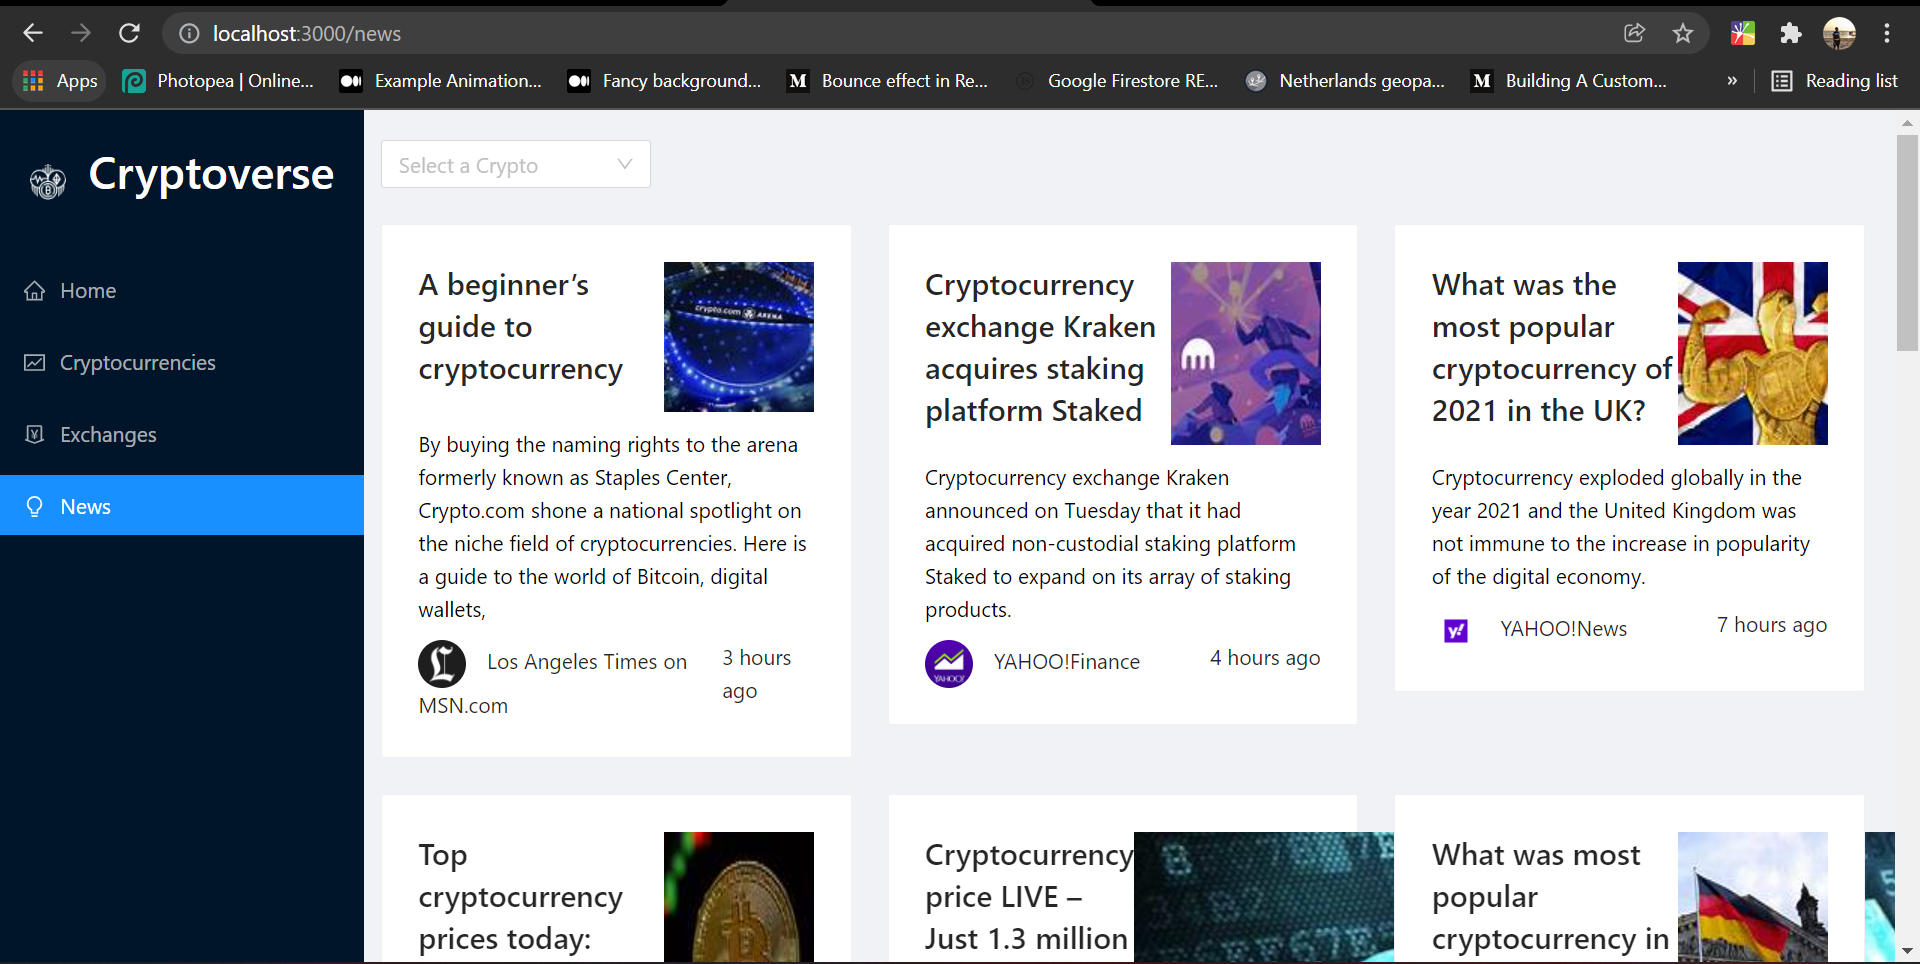 localhost:3000/news
Apps
Photopea | Online...
Example Animation...
Fancy background...
Bounce effect in Re...
Google Firestore RE...
Netherlands geopa...
Building A Custom...
»
Reading list
Cryptoverse
Home
Cryptocurrencies
Exchanges
News
Select a Crypto
A beginner’s
guide to
cryptocurrency
crypto.com ARENA
By buying the naming rights to the arena
formerly known as Staples Center,
Crypto.com shone a national spotlight on
the niche field of cryptocurrencies. Here is
a guide to the world of Bitcoin, digital
wallets,
Los Angeles Times on
MSN.com
3 hours
ago
Cryptocurrency
exchange Kraken
acquires staking
platform Staked
Cryptocurrency exchange Kraken
announced on Tuesday that it had
acquired non-custodial staking platform
Staked to expand on its array of staking
products.
YAHOO!
YAHOO!Finance
4 hours ago
What was the
most popular
cryptocurrency of
2021 in the UK?
Cryptocurrency exploded globally in the
year 2021 and the United Kingdom was
not immune to the increase in popularity
of the digital economy.
y!
YAHOO!News
7 hours ago
Top
cryptocurrency
prices today:
Cryptocurrency
price LIVE –
Just 1.3 million
What was most
popular
cryptocurrency in